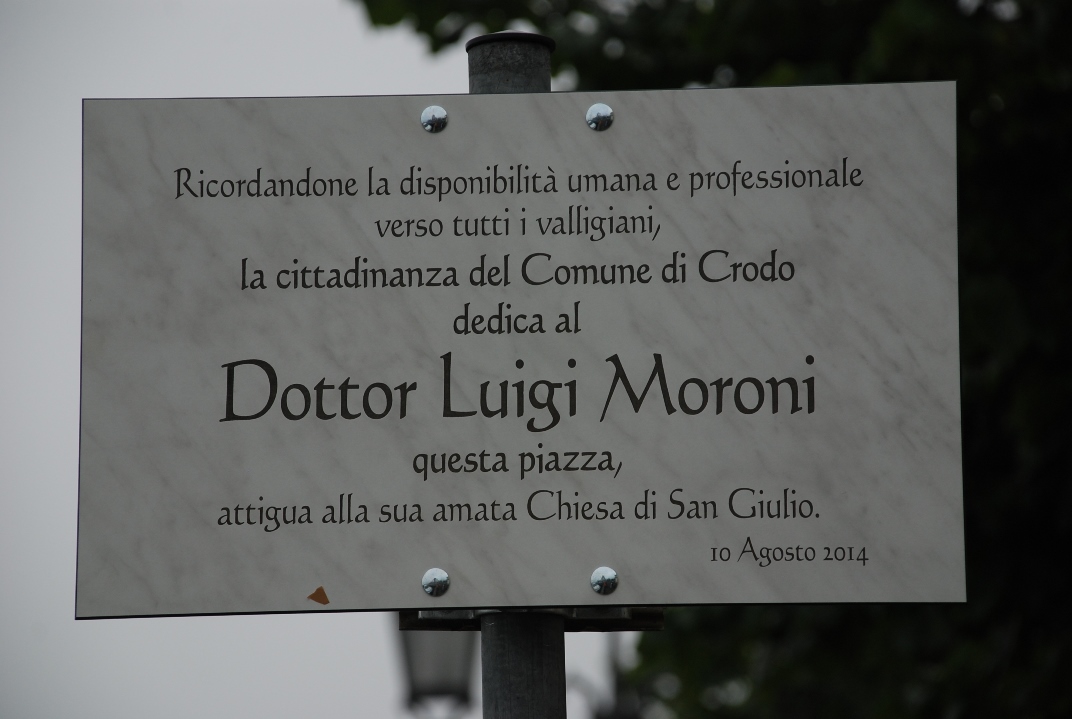 Ricordandone la disponibilità umana e professionale
verso tutti i valligiani,
la cittadinanza del Comune di Crodo
dedica al
Dottor Luigi Moroni
questa piazza,
attigua alla sua amata Chiesa di San Giulio.
10 Agosto 2014